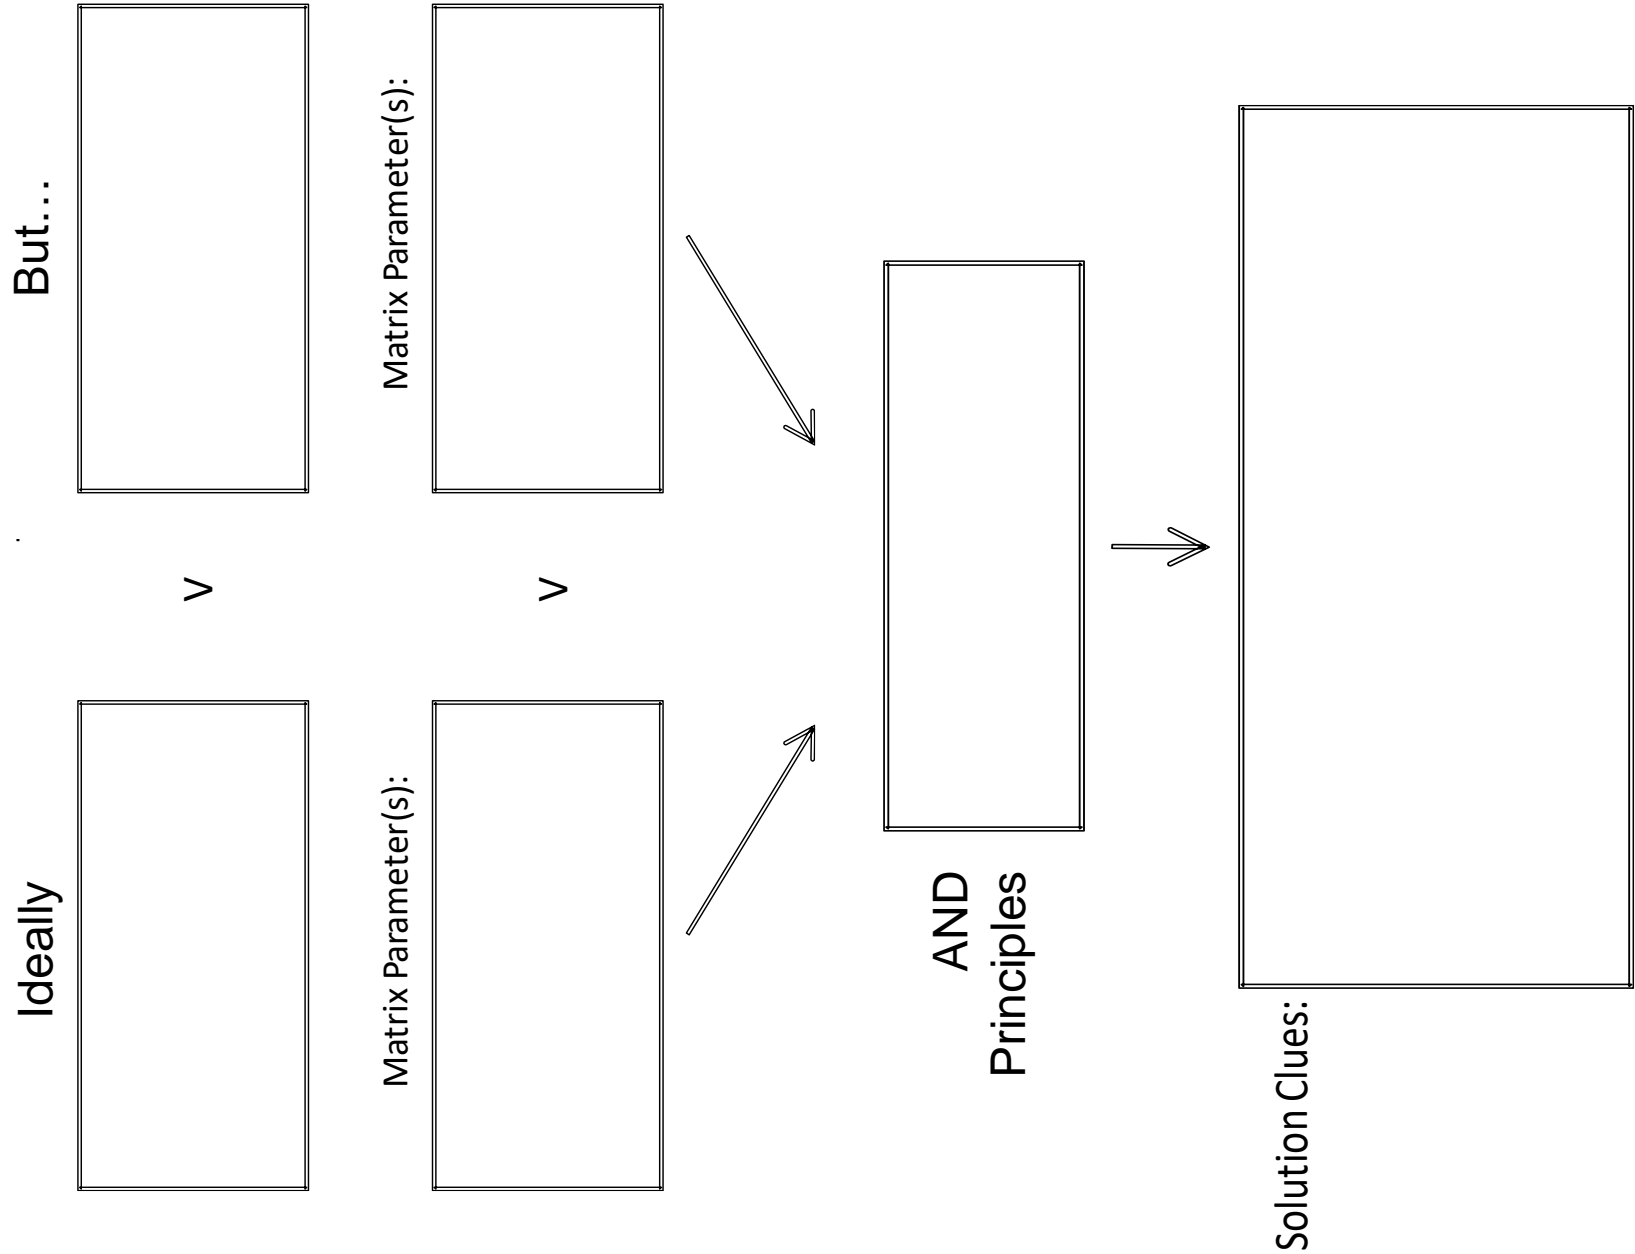 Ideally
But...
v
Matrix Parameter(s):
Matrix Parameter(s):
v
AND
Principles
Solution Clues: